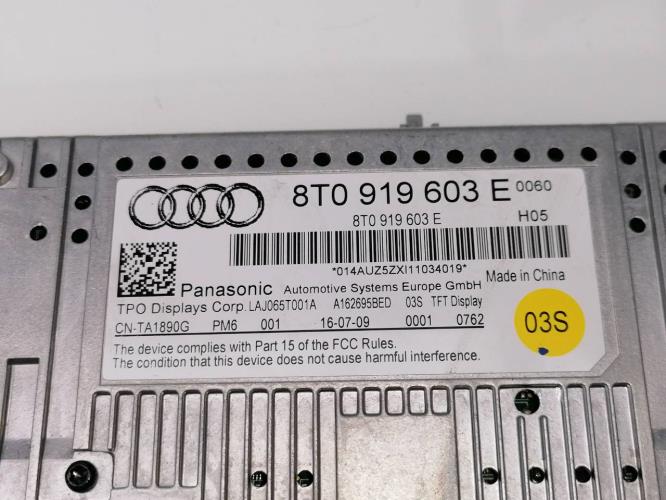 8T0 919 603 E 0060
8T0 919 603 E H05
*014AUZ5ZXI11034019*
Made in China
Panasonic Automotive Systems Europe GmbH
TPO Displays Corp. LAJ065T001A A162695BED 03S TFT Display
CN-TA1890G PM6 001 16-07-09 0001 0762
03S
The device complies with Part 15 of the FCC Rules.
The condition that this device does not cause harmful interference.